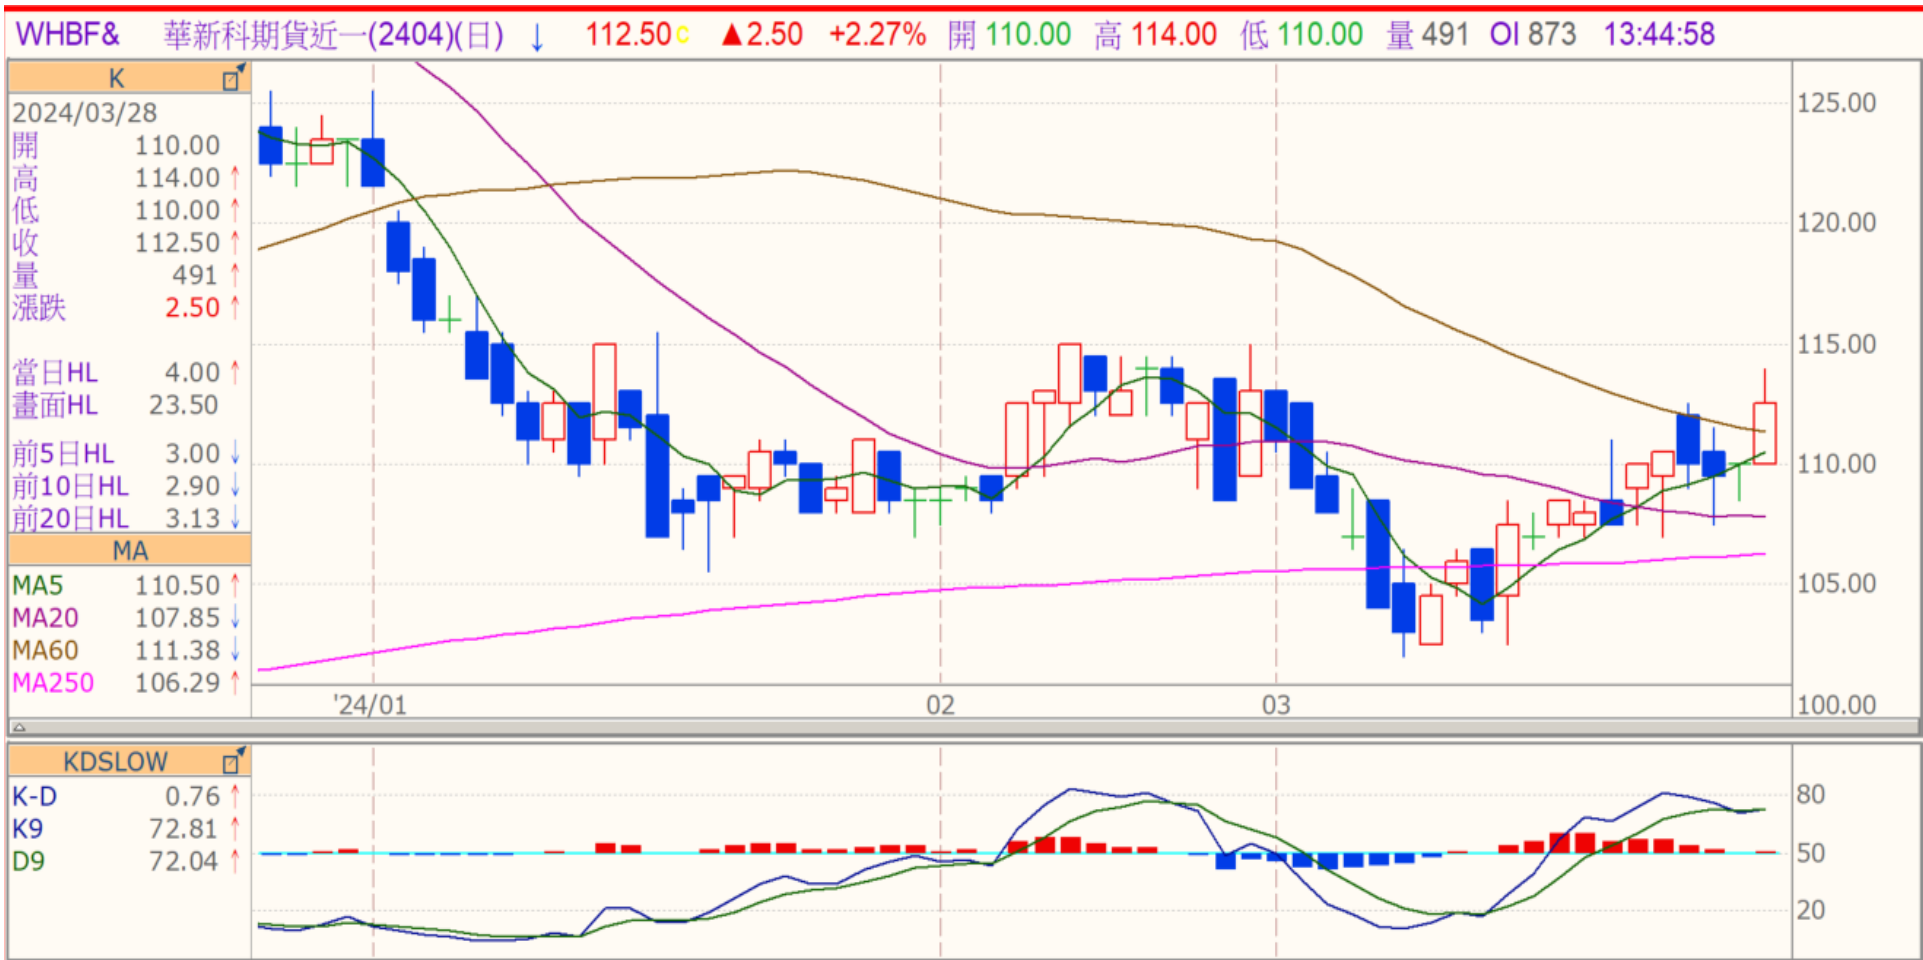 WHBF& 華新科期貨近一(2404)(日) ↓ 112.50c ▲2.50 +2.27% 開 110.00 高 114.00 低 110.00 量 491 OI 873 13:44:58
K
2024/03/28
開 110.00
高 114.00 ↑
低 110.00 ↑
收 112.50 ↑
量 491 ↑
漲跌 2.50 ↑
當日HL 4.00 ↑
畫面HL 23.50
前5日HL 3.00 ↓
前10日HL 2.90 ↓
前20日HL 3.13 ↓
MA
MA5 110.50 ↑
MA20 107.85 ↓
MA60 111.38 ↓
MA250 106.29 ↑
125.00
120.00
115.00
110.00
105.00
100.00
'24/01 02 03
KDSLOW
K-D 0.76 ↑
K9 72.81 ↑
D9 72.04 ↑
80
50
20